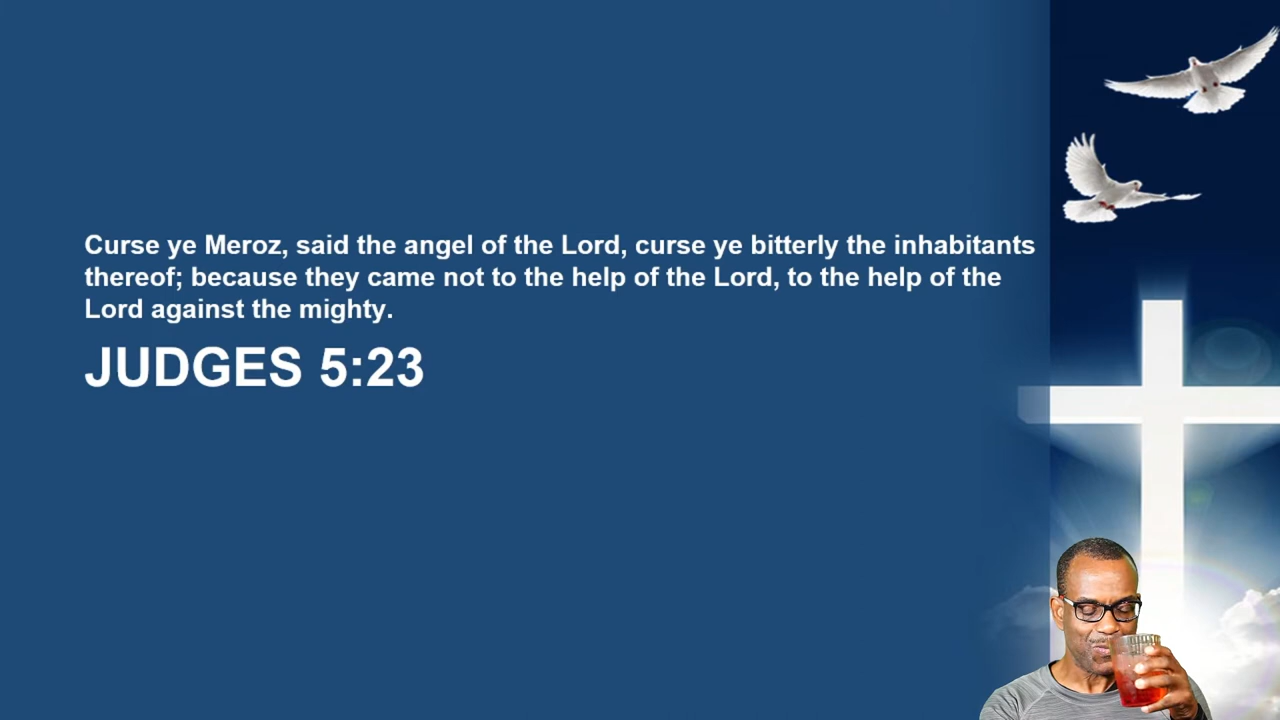 Curse ye Meroz, said the angel of the Lord, curse ye bitterly the inhabitants
thereof; because they came not to the help of the Lord, to the help of the
Lord against the mighty.
JUDGES 5:23